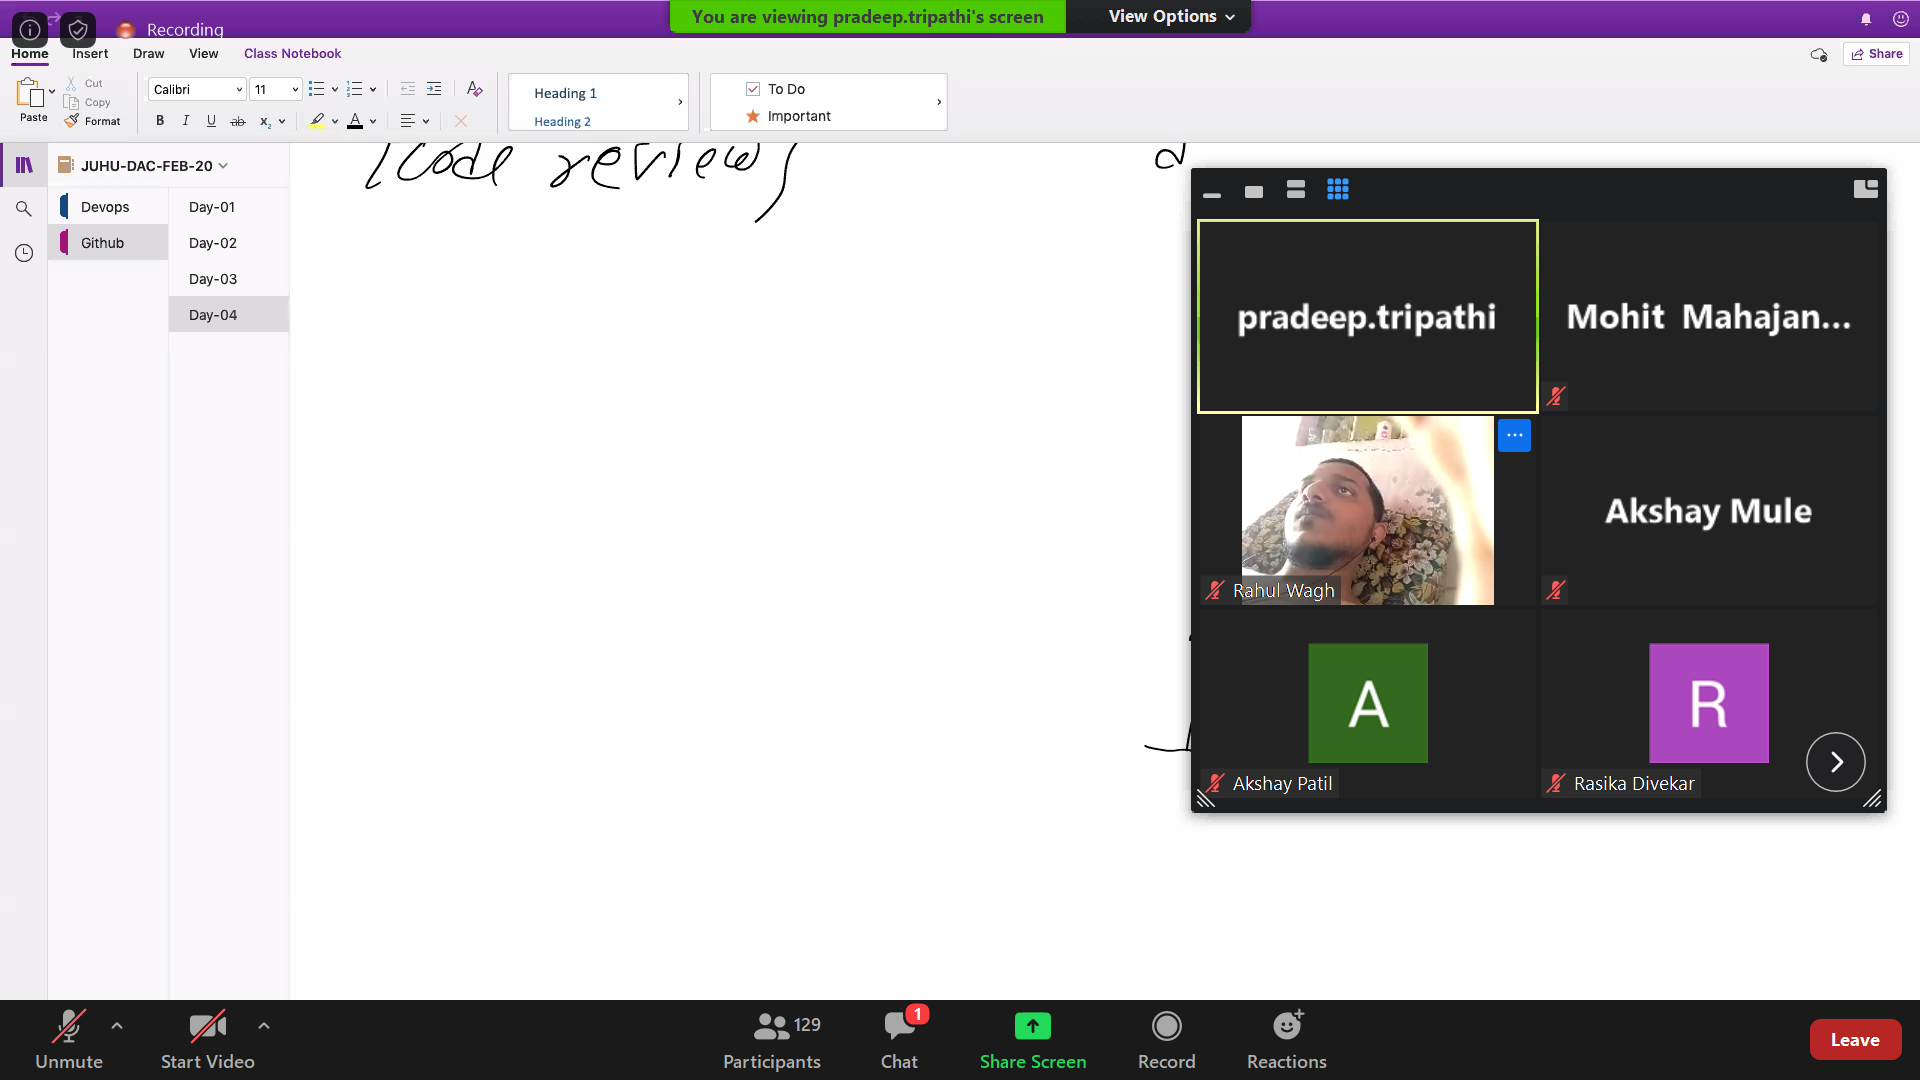 You are viewing pradeep.tripathi's screen
View Options
Recording
Home
Insert
Draw
View
Class Notebook
Share
Paste
Cut
Copy
Format
Calibri
11
B I U ab x₂
A
Heading 1
Heading 2
To Do
Important
JUHU-DAC-FEB-20
Devops
Github
Day-01
Day-02
Day-03
Day-04
(Code review)
pradeep.tripathi
Mohit Mahajan...
Rahul Wagh
Akshay Mule
A
Akshay Patil
R
Rasika Divekar
Unmute
Start Video
129
Participants
1
Chat
Share Screen
Record
Reactions
Leave